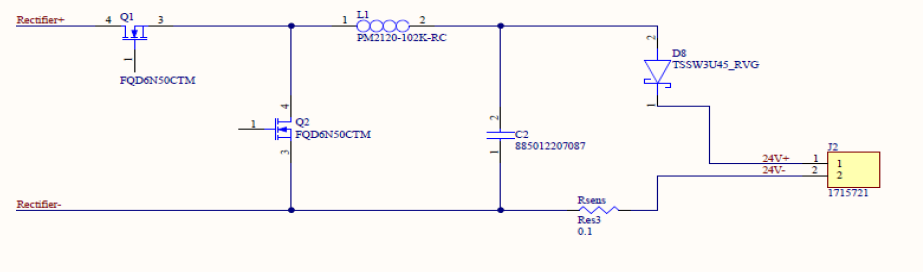 Rectifier+
4
Q1
3
FQD6N50CTM
1
1
L1
2
PM2120-102K-RC
2
D8
TSSW3U45_RVG
1
4
1
Q2
FQD6N50CTM
3
2
C2
885012207087
1
J2
24V+
1
1
24V-
2
2
1715721
Rectifier-
Rsens
Res3
0.1